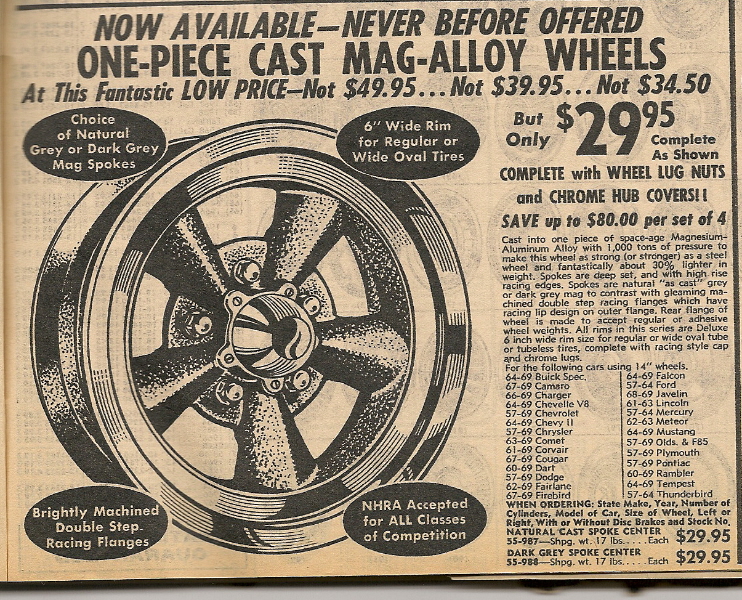 NOW AVAILABLE—NEVER BEFORE OFFERED
ONE-PIECE CAST MAG-ALLOY WHEELS
At This Fantastic LOW PRICE—Not $49.95...Not $39.95...Not $34.50
But Only $29.95 Complete As Shown
Choice
of Natural
Grey or Dark Grey
Mag Spokes
6" Wide Rim
for Regular or
Wide Oval Tires
COMPLETE with WHEEL LUG NUTS
and CHROME HUB COVERS!!
SAVE up to $80.00 per set of 4
Cast into one piece of space-age Magnesium-
Aluminum Alloy with 1,000 tons of pressure to
make this wheel as strong (or stronger) as a steel
wheel and fantastically about 30% lighter in
weight. Spokes are deep set, and with high rise
racing edges. Spokes are natural "as cast" grey
or dark grey mag to contrast with gleaming ma-
chined double step racing flanges which have
racing lip design on outer flange. Rear flange of
wheel is made to accept regular or adhesive
wheel weights. All rims in this series are Deluxe
6 inch wide rim size for regular or wide oval tube
or tubeless tires, complete with racing style cap
and chrome lugs.
For the following cars using 14" wheels.
64-69 Buick Spec.
67-69 Camaro
66-69 Charger
64-69 Chevelle V8
57-69 Chevrolet
64-69 Chevy II
57-69 Chrysler
63-69 Comet
61-69 Corvair
67-69 Cougar
60-69 Dart
57-69 Dodge
62-69 Fairlane
67-69 Firebird
64-69 Falcon
57-64 Ford
68-69 Javelin
61-63 Lincoln
57-64 Mercury
62-63 Meteor
64-69 Mustang
57-69 Olds. & F85
57-69 Plymouth
57-69 Pontiac
60-69 Rambler
64-69 Tempest
57-64 Thunderbird
WHEN ORDERING: State Make, Year, Number of
Cylinders, Model of Car, Size of Wheel, Left or
Right, With or Without Disc Brakes and Stock No.
NATURAL CAST SPOKE CENTER
55-987—Shpg. wt. 17 lbs.....Each $29.95
DARK GREY SPOKE CENTER
55-988—Shpg. wt. 17 lbs.....Each $29.95
Brightly Machined
Double Step
Racing Flanges
NHRA Accepted
for ALL Classes
of Competition